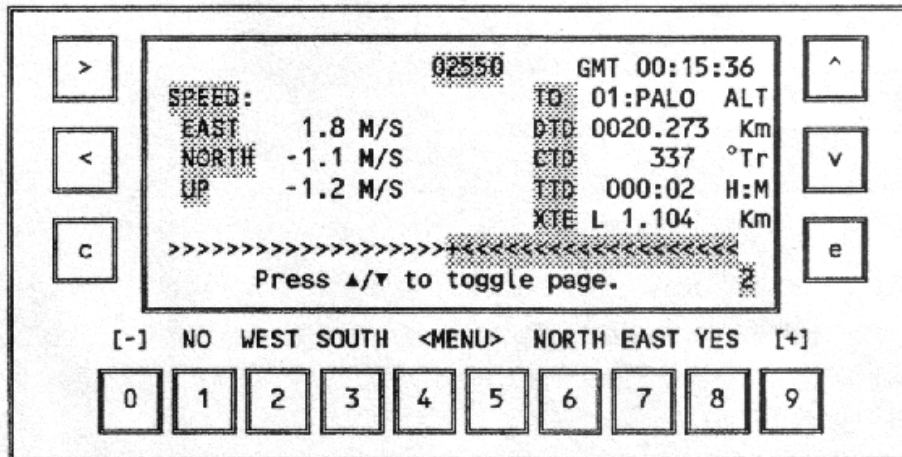 02550 GMT 00:15:36
> ^
SPEED: TO 01:PALO ALT
EAST 1.8 M/S DTD 0020.273 Km
< NORTH -1.1 M/S CTD 337 °Tr v
UP -1.2 M/S TTD 000:02 H:M
XTE L 1.104 Km
c >>>>>>>>>>>>>>>>>>>+<<<<<<<<<<<<<<<<<<< e
Press ▲/▼ to toggle page. 2
[-] NO WEST SOUTH <MENU> NORTH EAST YES [+]
0 1 2 3 4 5 6 7 8 9